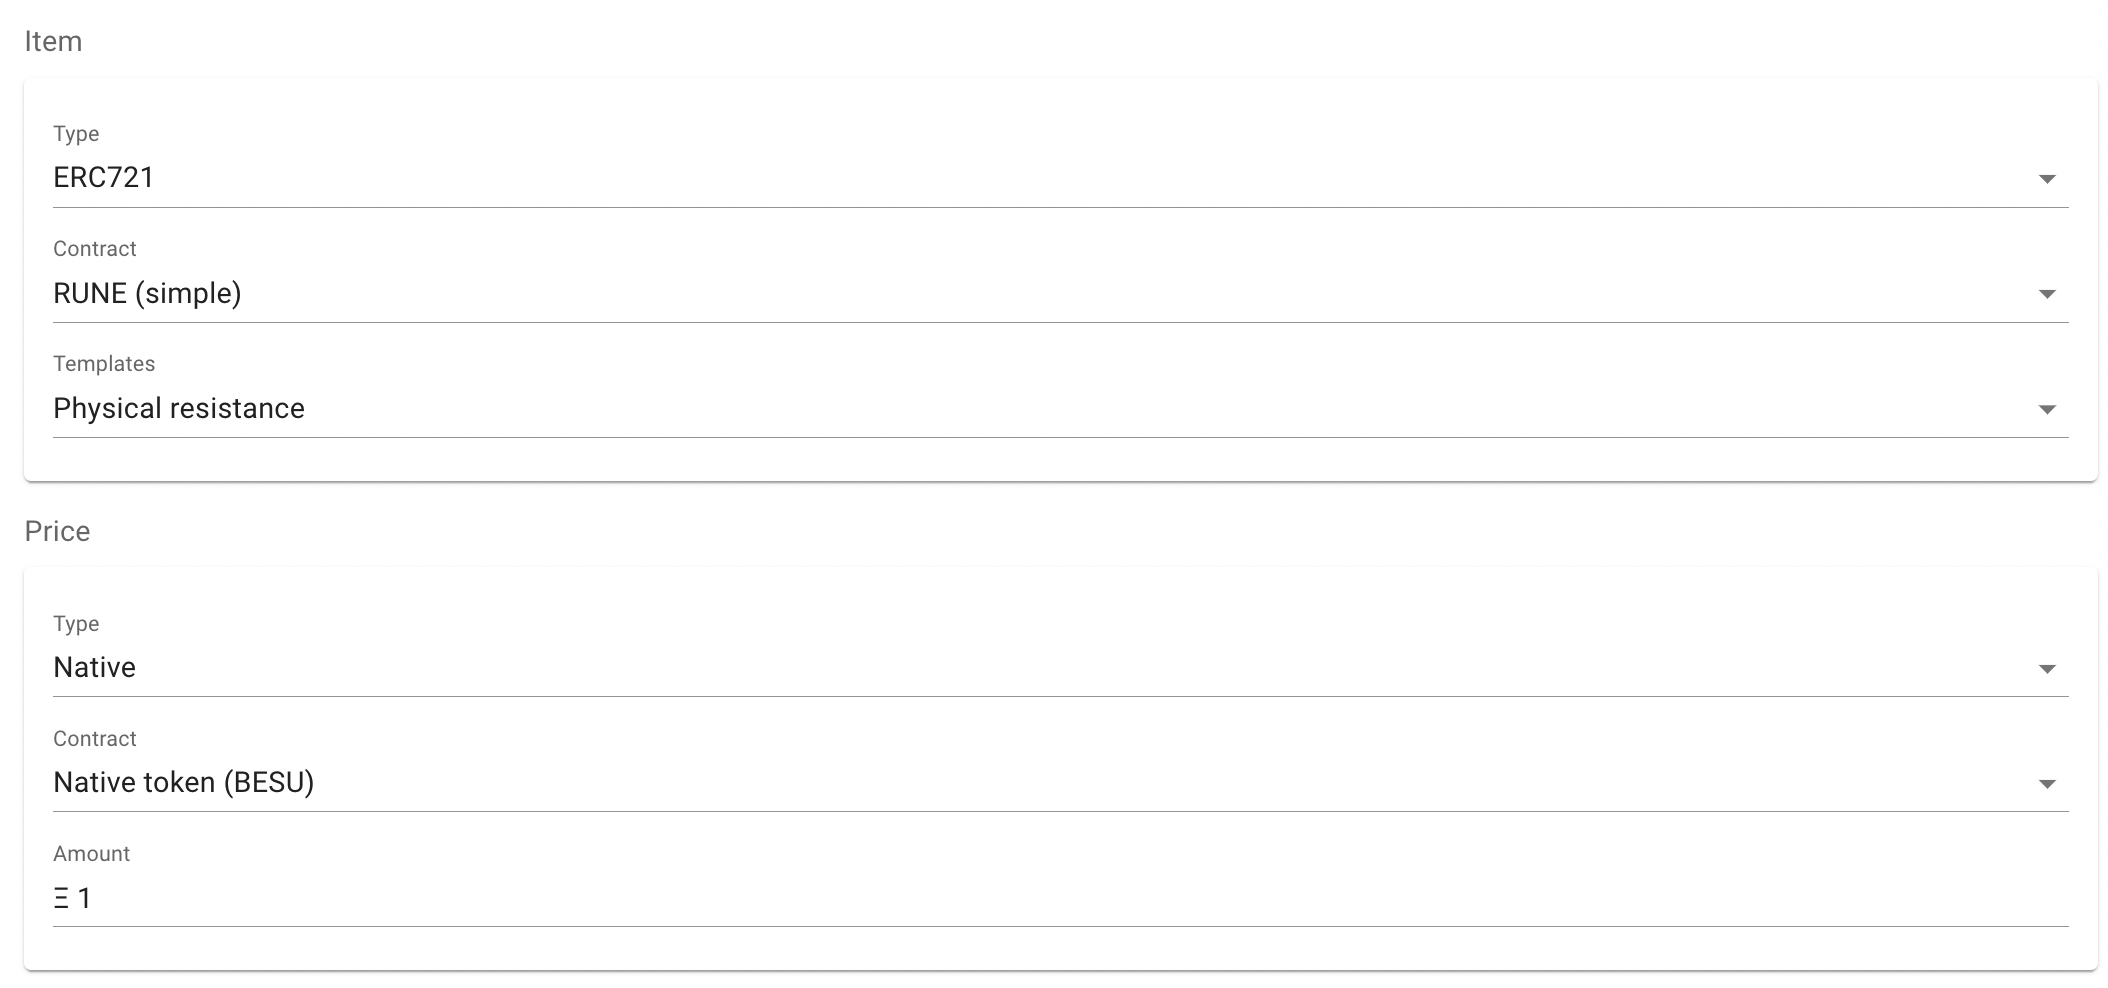 Item
Type
ERC721
Contract
RUNE (simple)
Templates
Physical resistance
Price
Type
Native
Contract
Native token (BESU)
Amount
Ξ 1